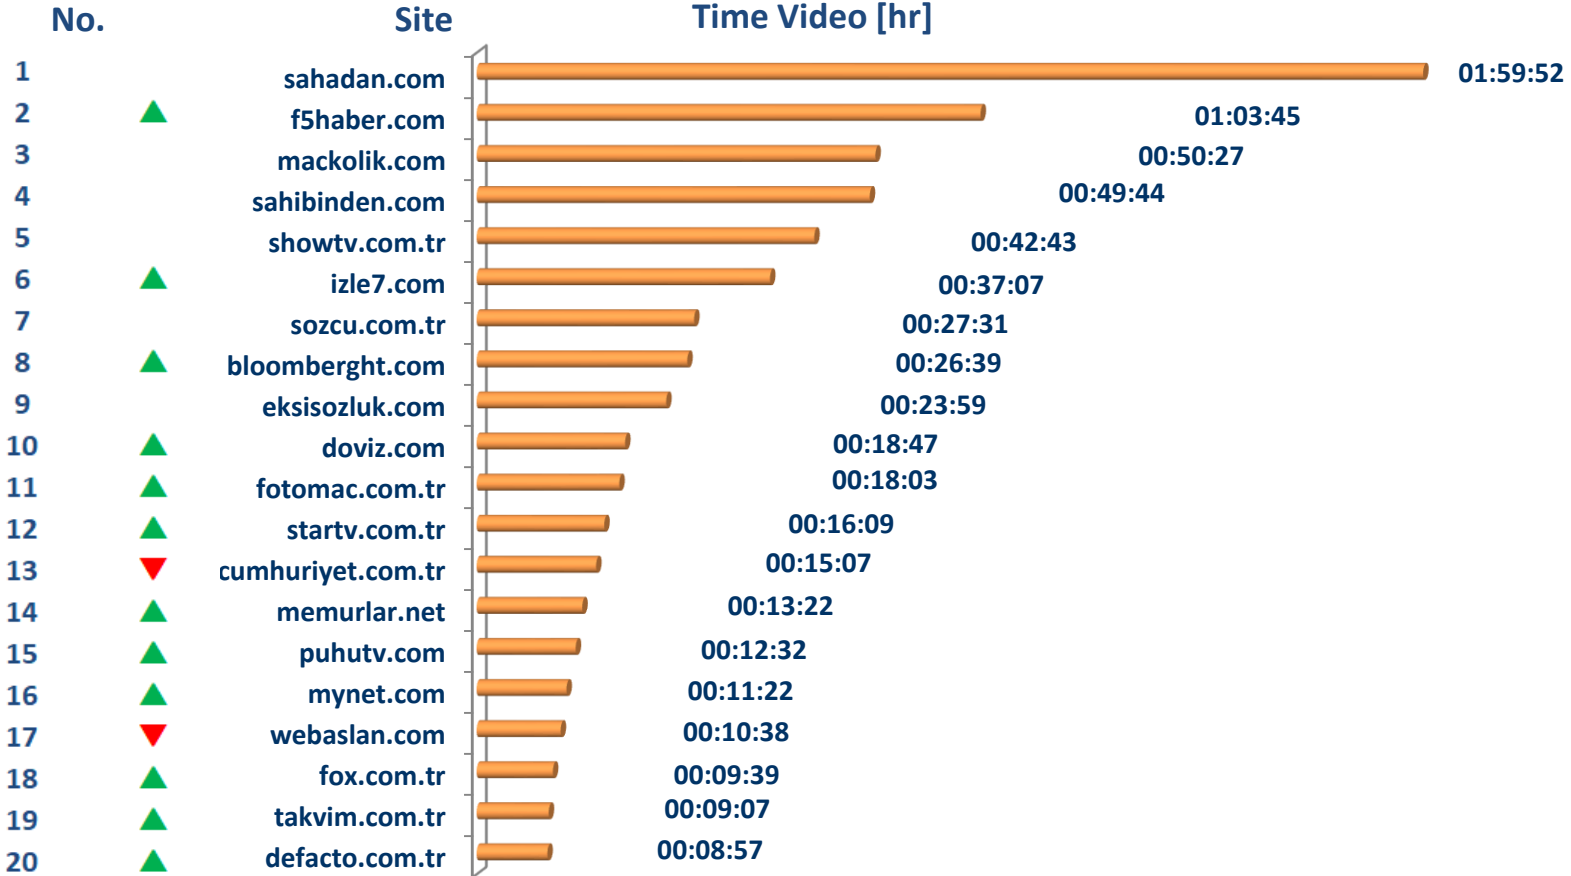 No. Site Time Video [hr]
1 sahadan.com 01:59:52
2 f5haber.com 01:03:45
3 mackolik.com 00:50:27
4 sahibinden.com 00:49:44
5 showtv.com.tr 00:42:43
6 izle7.com 00:37:07
7 sozcu.com.tr 00:27:31
8 bloomberght.com 00:26:39
9 eksisozluk.com 00:23:59
10 doviz.com 00:18:47
11 fotomac.com.tr 00:18:03
12 startv.com.tr 00:16:09
13 cumhuriyet.com.tr 00:15:07
14 memurlar.net 00:13:22
15 puhutv.com 00:12:32
16 mynet.com 00:11:22
17 webaslan.com 00:10:38
18 fox.com.tr 00:09:39
19 takvim.com.tr 00:09:07
20 defacto.com.tr 00:08:57